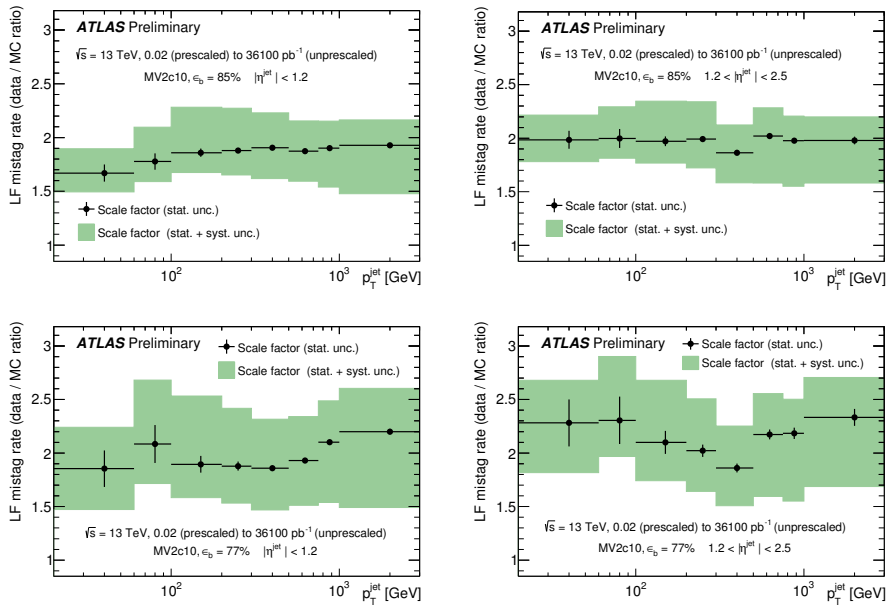 ATLAS Preliminary
√s = 13 TeV, 0.02 (prescaled) to 36100 pb⁻¹ (unprescaled)
MV2c10, ε_b = 85% |η^jet| < 1.2
Scale factor (stat. unc.)
Scale factor (stat. + syst. unc.)
LF mistag rate (data / MC ratio)
3
2.5
2
1.5
1
10²
10³
p_T^jet [GeV]
ATLAS Preliminary
√s = 13 TeV, 0.02 (prescaled) to 36100 pb⁻¹ (unprescaled)
MV2c10, ε_b = 85% 1.2 < |η^jet| < 2.5
Scale factor (stat. unc.)
Scale factor (stat. + syst. unc.)
LF mistag rate (data / MC ratio)
3
2.5
2
1.5
1
10²
10³
p_T^jet [GeV]
ATLAS Preliminary
Scale factor (stat. unc.)
Scale factor (stat. + syst. unc.)
√s = 13 TeV, 0.02 (prescaled) to 36100 pb⁻¹ (unprescaled)
MV2c10, ε_b = 77% |η^jet| < 1.2
LF mistag rate (data / MC ratio)
3
2.5
2
1.5
1
10²
10³
p_T^jet [GeV]
ATLAS Preliminary
Scale factor (stat. unc.)
Scale factor (stat. + syst. unc.)
√s = 13 TeV, 0.02 (prescaled) to 36100 pb⁻¹ (unprescaled)
MV2c10, ε_b = 77% 1.2 < |η^jet| < 2.5
LF mistag rate (data / MC ratio)
3
2.5
2
1.5
1
10²
10³
p_T^jet [GeV]